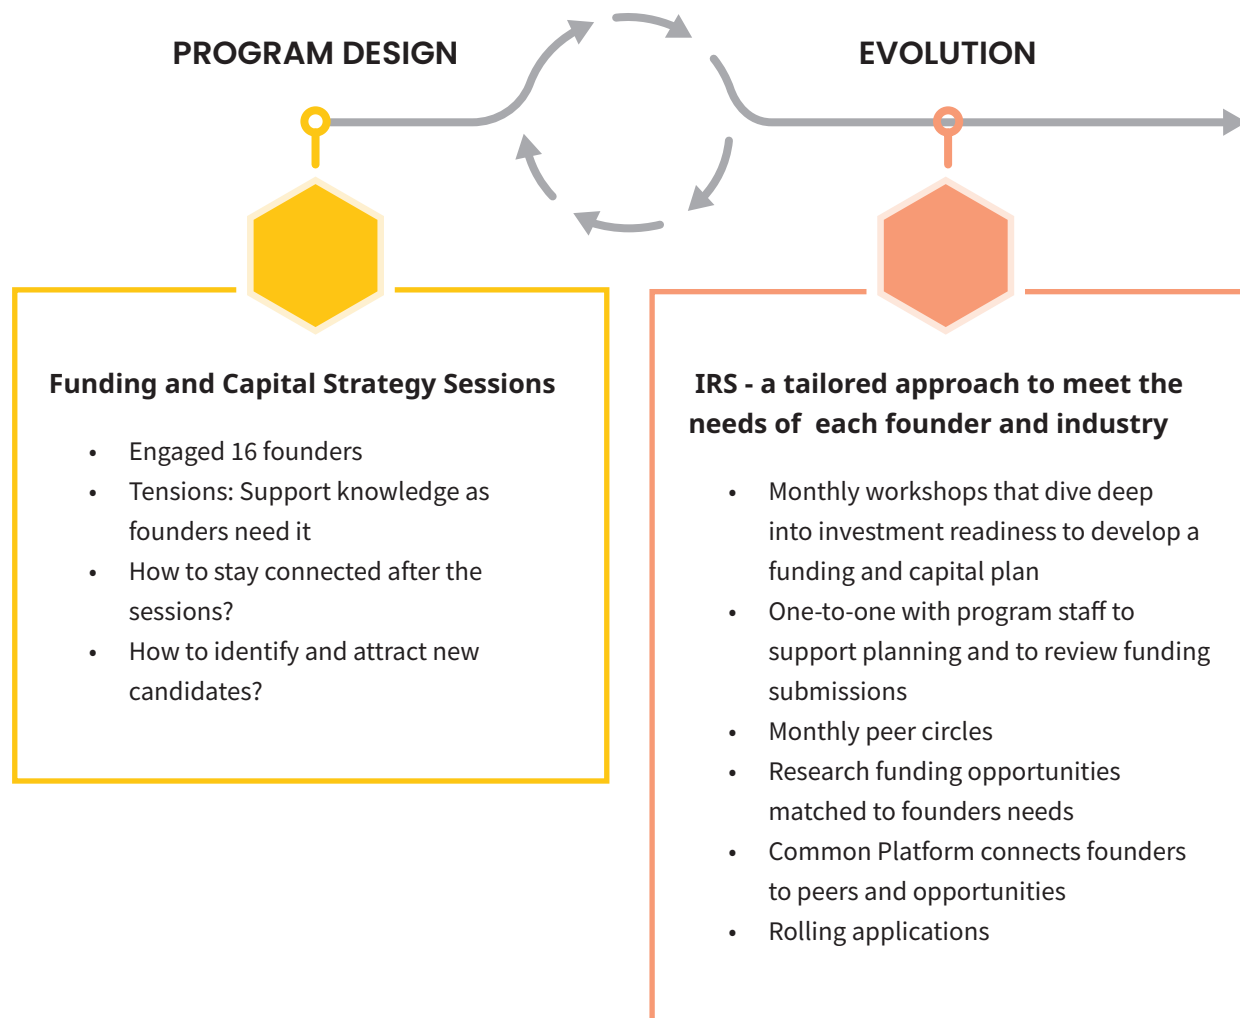 PROGRAM DESIGN
EVOLUTION
Funding and Capital Strategy Sessions
• Engaged 16 founders
• Tensions: Support knowledge as
founders need it
• How to stay connected after the
sessions?
• How to identify and attract new
candidates?
IRS - a tailored approach to meet the
needs of  each founder and industry
• Monthly workshops that dive deep
into investment readiness to develop a
funding and capital plan
• One-to-one with program staff to
support planning and to review funding
submissions
• Monthly peer circles
• Research funding opportunities
matched to founders needs
• Common Platform connects founders
to peers and opportunities
• Rolling applications